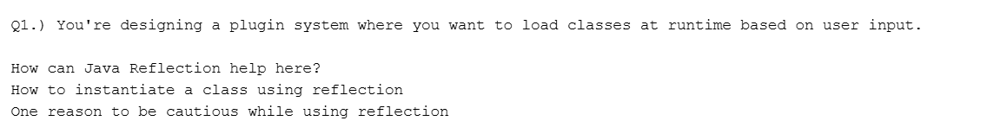 Q1.) You're designing a plugin system where you want to load classes at runtime based on user input.
How can Java Reflection help here?
How to instantiate a class using reflection
One reason to be cautious while using reflection